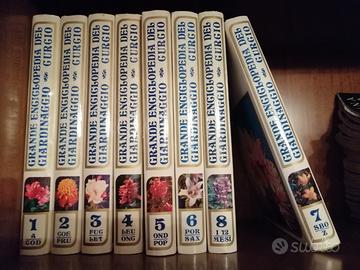 GRANDE ENCICLOPEDIA DEL
GIARDINAGGIO CURCIO
1
A
COD
GRANDE ENCICLOPEDIA DEL
GIARDINAGGIO CURCIO
2
COE
FRU
GRANDE ENCICLOPEDIA DEL
GIARDINAGGIO CURCIO
3
FUG
LET
GRANDE ENCICLOPEDIA DEL
GIARDINAGGIO CURCIO
4
LEU
ONG
GRANDE ENCICLOPEDIA DEL
GIARDINAGGIO CURCIO
5
OND
POP
GRANDE ENCICLOPEDIA DEL
GIARDINAGGIO CURCIO
6
POR
SAX
GRANDE ENCICLOPEDIA DEL
GIARDINAGGIO CURCIO
8
I 12
MESI
GRANDE ENCICLOPEDIA DEL
GIARDINAGGIO CURCIO
7
SBO
Z
subito